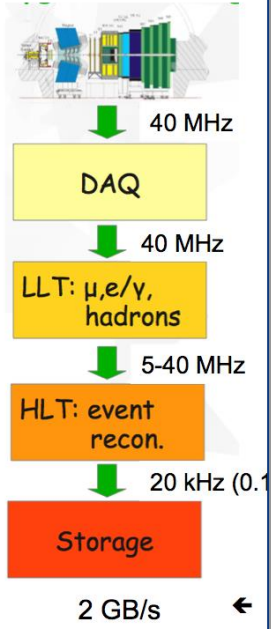 40 MHz
DAQ
40 MHz
LLT: μ,e/γ,
hadrons
5-40 MHz
HLT: event
recon.
20 kHz (0.1
Storage
2 GB/s ←